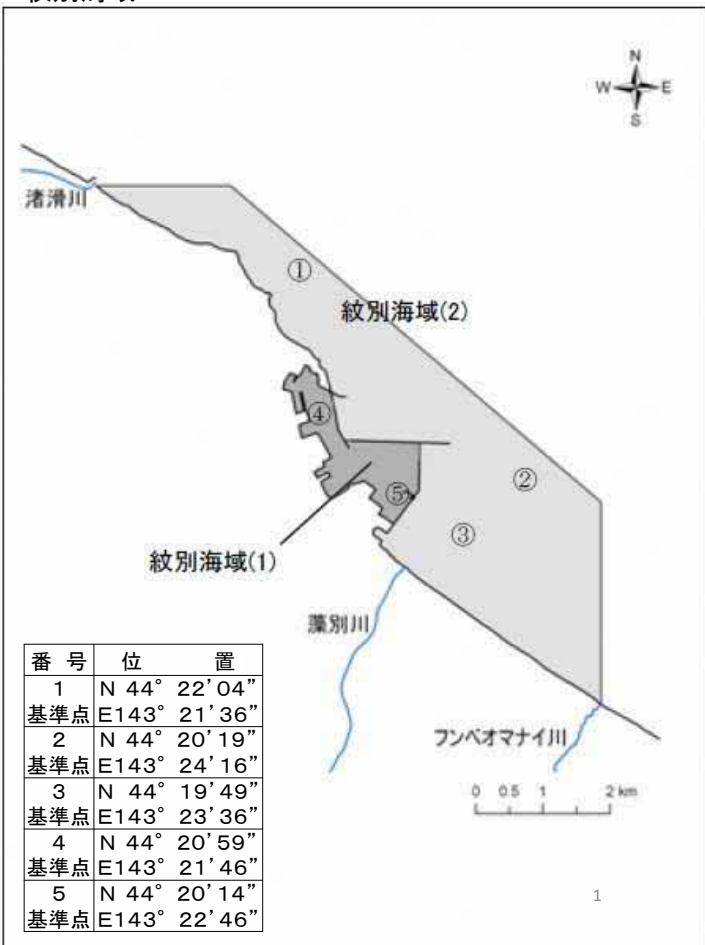 N
W E
S
渚滑川
①
紋別海域(2)
④
②
⑤
③
紋別海域(1)
藻別川
フンベオマナイ川
0 0.5 1 2 km
番 号 位 置
1 N 44° 22’04”
基準点 E143° 21’36”
2 N 44° 20’19”
基準点 E143° 24’16”
3 N 44° 19’49”
基準点 E143° 23’36”
4 N 44° 20’59”
基準点 E143° 21’46”
5 N 44° 20’14”
基準点 E143° 22’46”
1